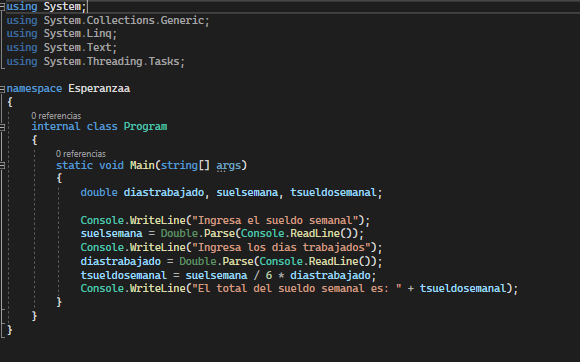 using System;
using System.Collections.Generic;
using System.Linq;
using System.Text;
using System.Threading.Tasks;
namespace Esperanzaa
{
0 referencias
internal class Program
{
0 referencias
static void Main(string[] args)
{
double diastrabajado, suelsemana, tsueldosemanal;
Console.WriteLine("Ingresa el sueldo semanal");
suelsemana = Double.Parse(Console.ReadLine());
Console.WriteLine("Ingresa los dias trabajados");
diastrabajado = Double.Parse(Console.ReadLine());
tsueldosemanal = suelsemana / 6 * diastrabajado;
Console.WriteLine("El total del sueldo semanal es: " + tsueldosemanal);
}
}
}